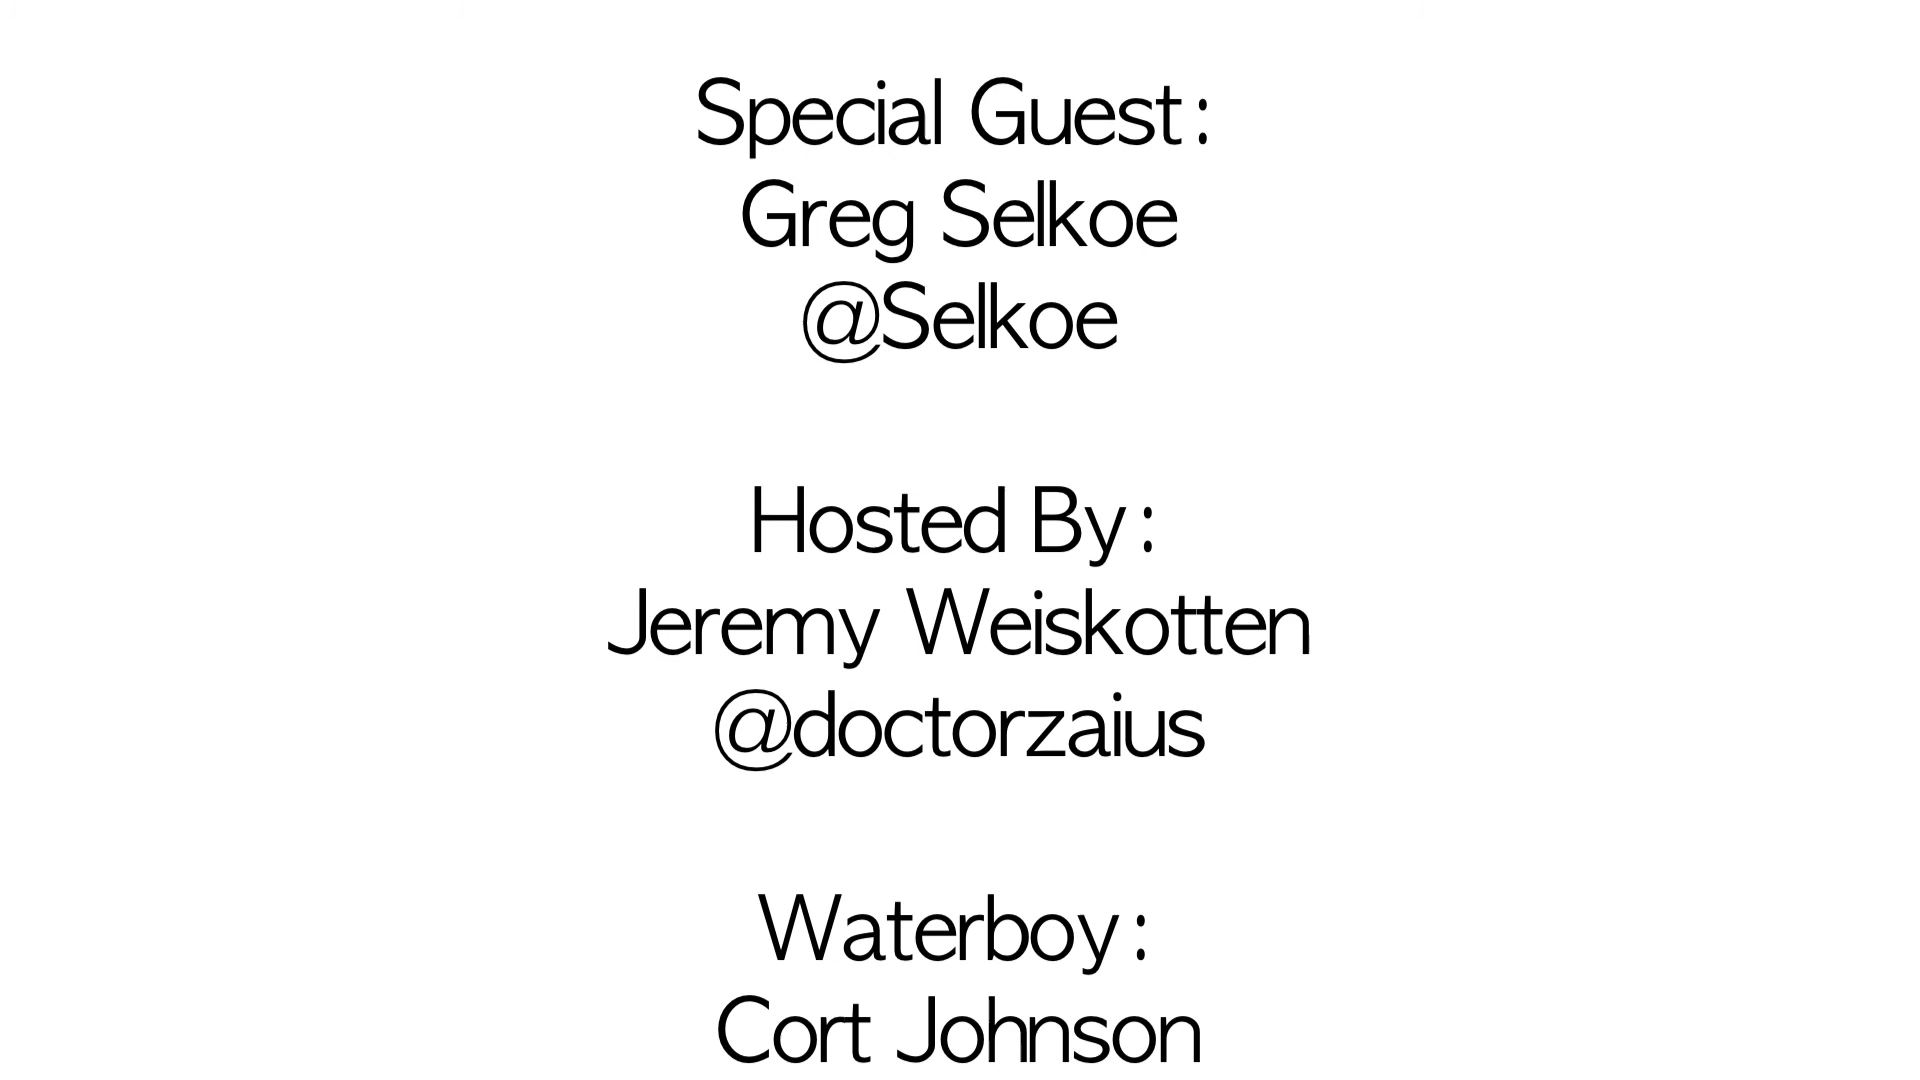 Special Guest:
Greg Selkoe
@Selkoe
Hosted By:
Jeremy Weiskotten
@doctorzaius
Waterboy:
Cort Johnson